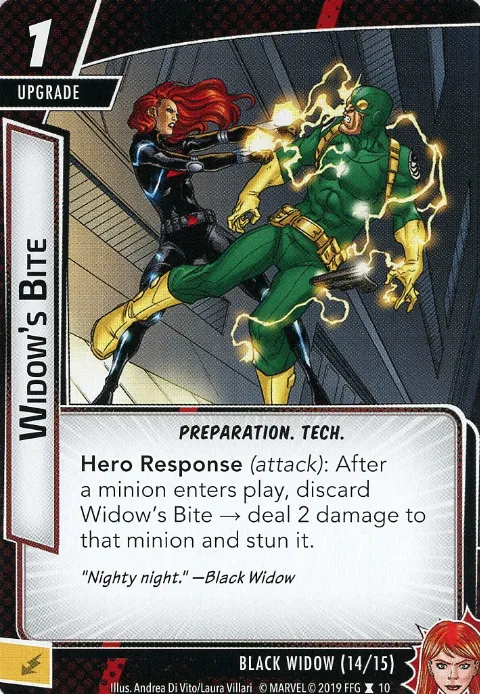 1
UPGRADE
WIDOW'S BITE
PREPARATION. TECH.
Hero Response (attack): After
a minion enters play, discard
Widow's Bite → deal 2 damage to
that minion and stun it.
"Nighty night." —Black Widow
BLACK WIDOW (14/15)
Illus. Andrea Di Vito/Laura Villari © MARVEL © 2019 FFG 10